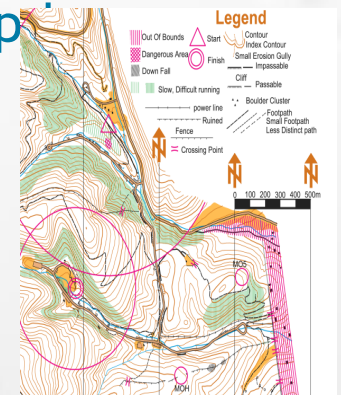 p
Legend
Out Of Bounds
Dangerous Area
Down Fall
Slow, Difficult running
Start
Finish
Contour
Index Contour
Small Erosion Gully
Impassable
Cliff
Passable
Boulder Cluster
power line
Ruined
Fence
Crossing Point
Footpath
Small Footpath
Less Distinct path
N
N
N
0 100 200 300 400 500m
MO5
MOH